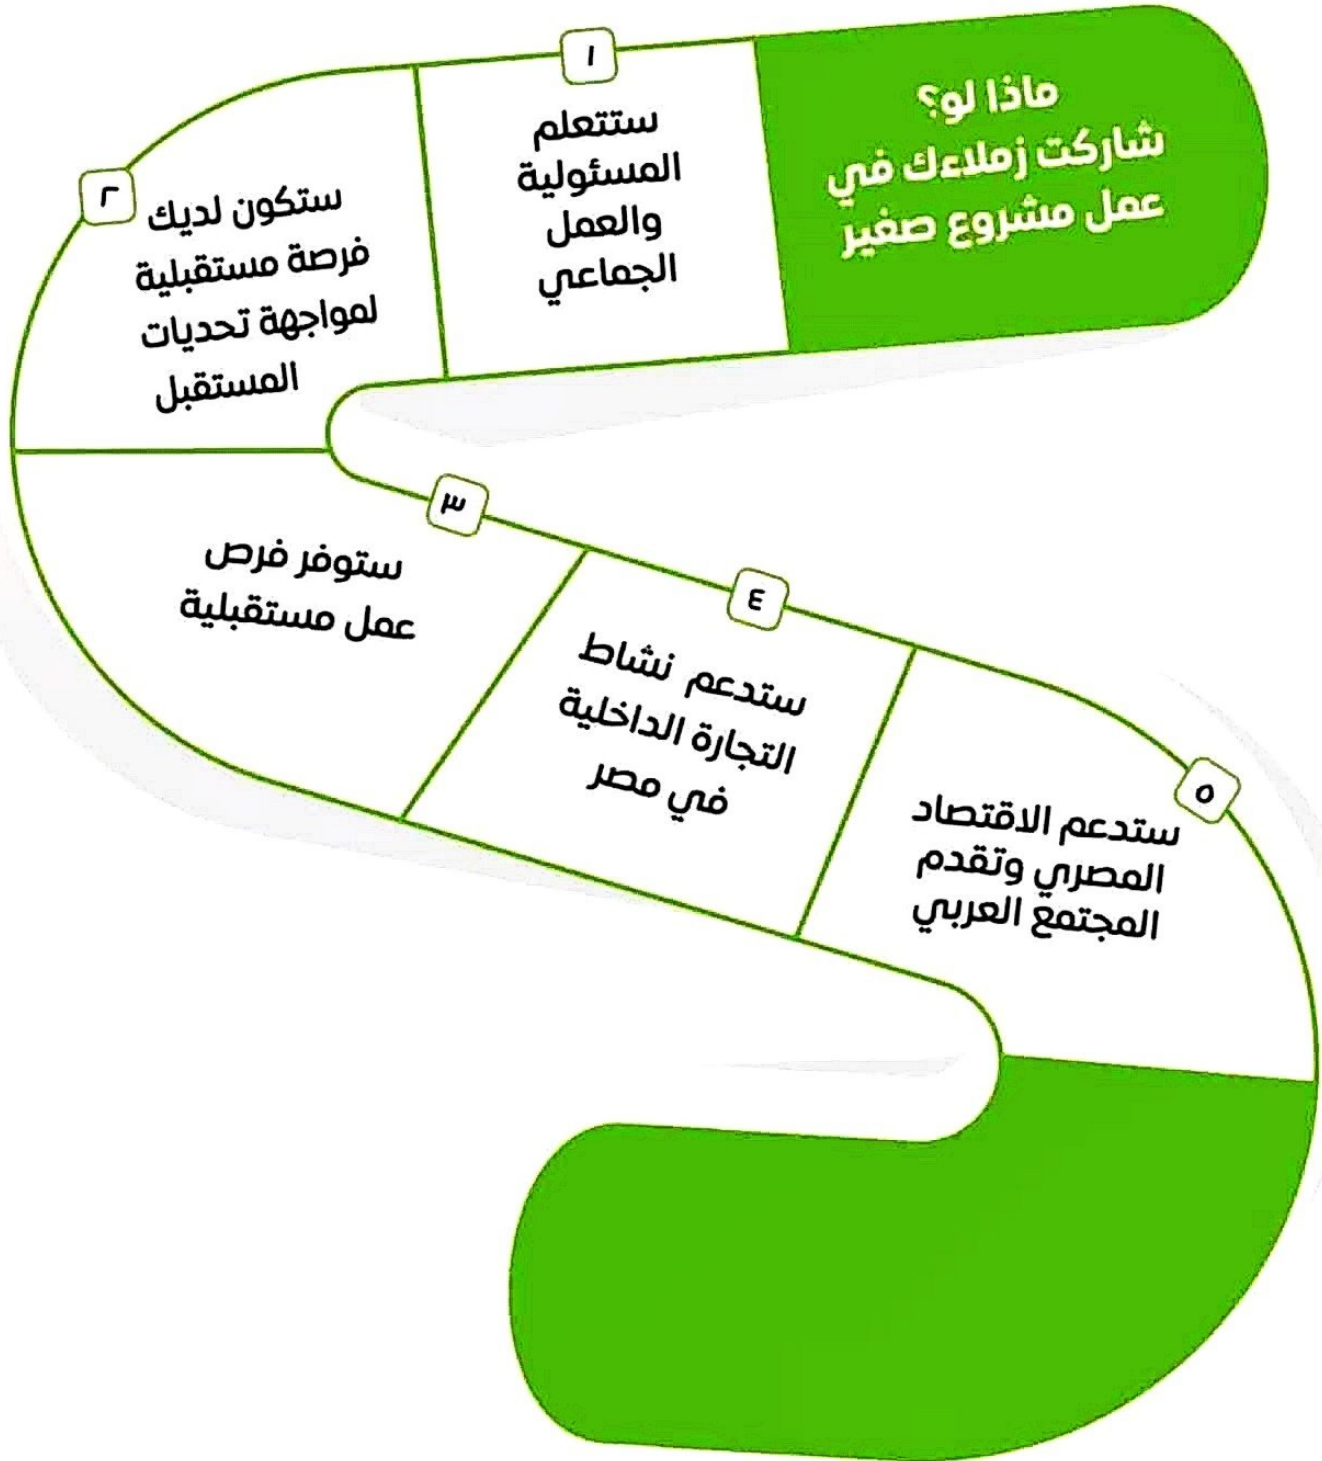 ماذا لو؟
شاركت زملاءك في
عمل مشروع صغير
١
ستتعلم
المسئولية
والعمل
الجماعي
٢
ستكون لديك
فرصة مستقبلية
لمواجهة تحديات
المستقبل
٣
ستوفر فرص
عمل مستقبلية
٤
ستدعم نشاط
التجارة الداخلية
في مصر
٥
ستدعم الاقتصاد
المصري وتقدم
المجتمع العربي